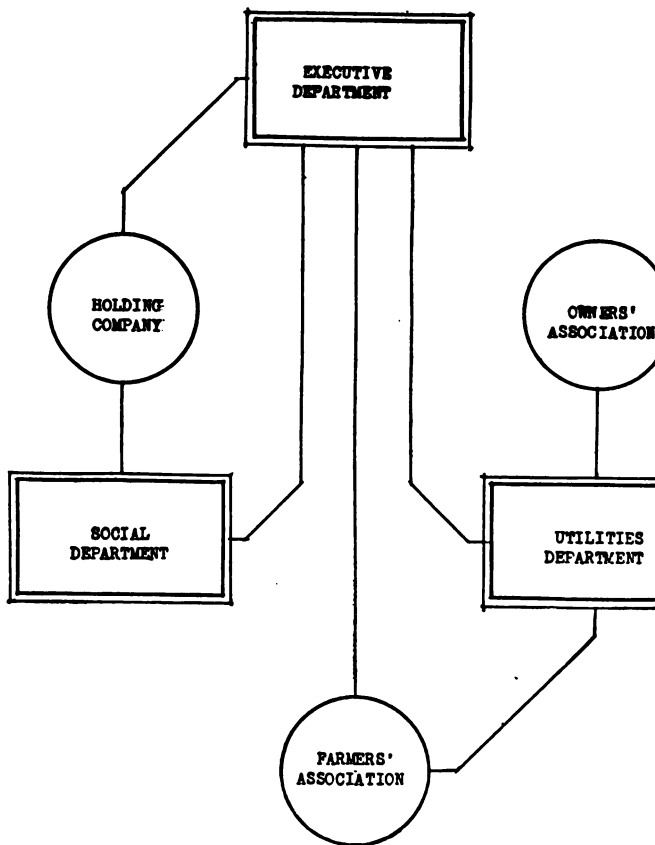 EXECUTIVE
DEPARTMENT
HOLDING
COMPANY
OWNERS'
ASSOCIATION
SOCIAL
DEPARTMENT
UTILITIES
DEPARTMENT
FARMERS'
ASSOCIATION